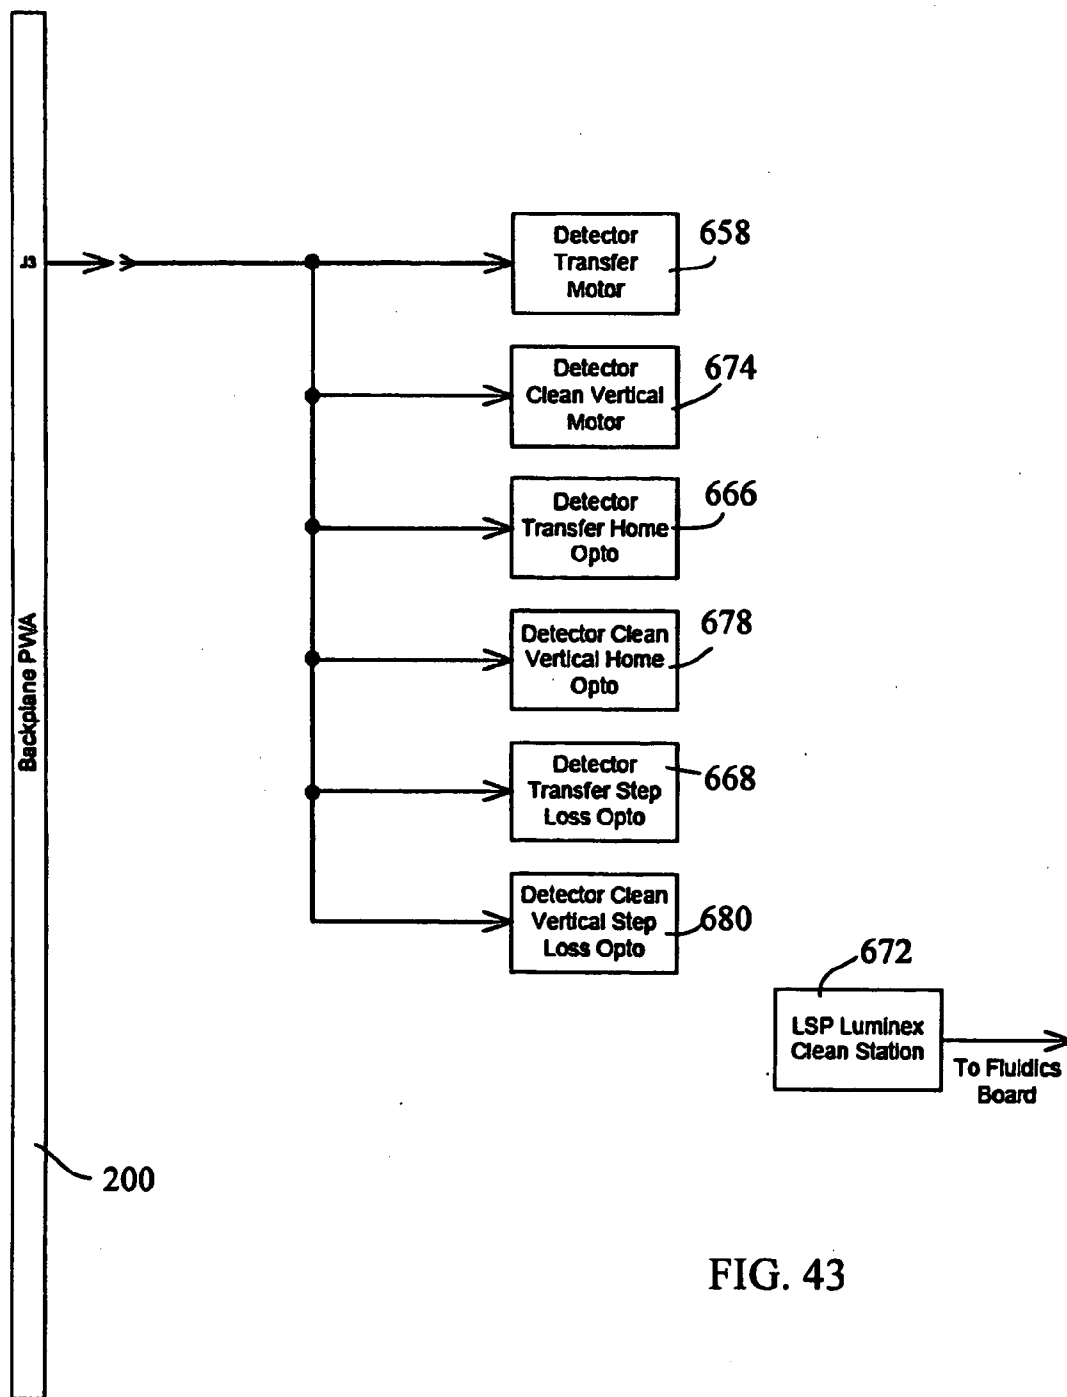 Detector
Transfer
Motor
658
J3
Detector
Clean Vertical
Motor
674
Detector
Transfer Home
Opto
666
Detector Clean
Vertical Home
Opto
678
Backplane PWA
Detector
Transfer Step
Loss Opto
668
Detector Clean
Vertical Step
Loss Opto
680
672
LSP Luminex
Clean Station
To Fluidics
Board
200
FIG. 43